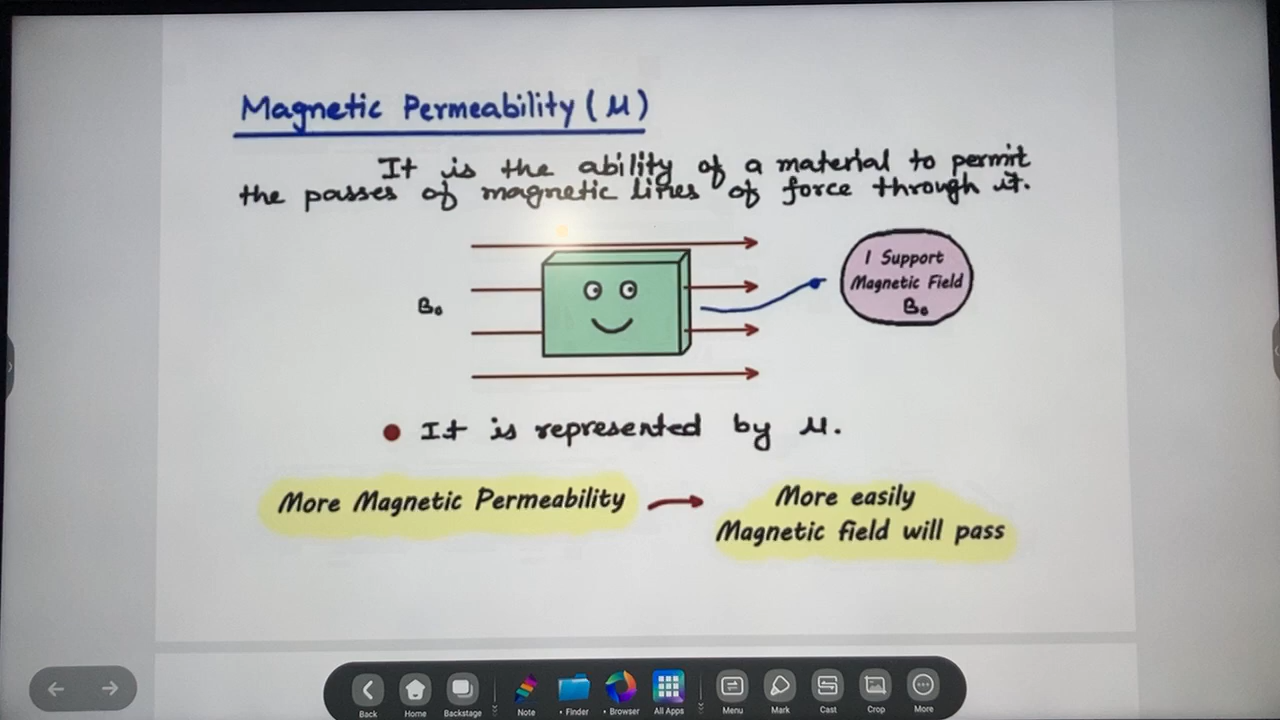 Magnetic Permeability (μ)
It is the ability of a material to permit
the passes of magnetic lines of force through it.
I Support
Magnetic Field
B₀
B₀
It is represented by μ.
More Magnetic Permeability
More easily
Magnetic field will pass
Back Home Backstage Note Finder Browser All Apps Menu Mark Cast Crop More